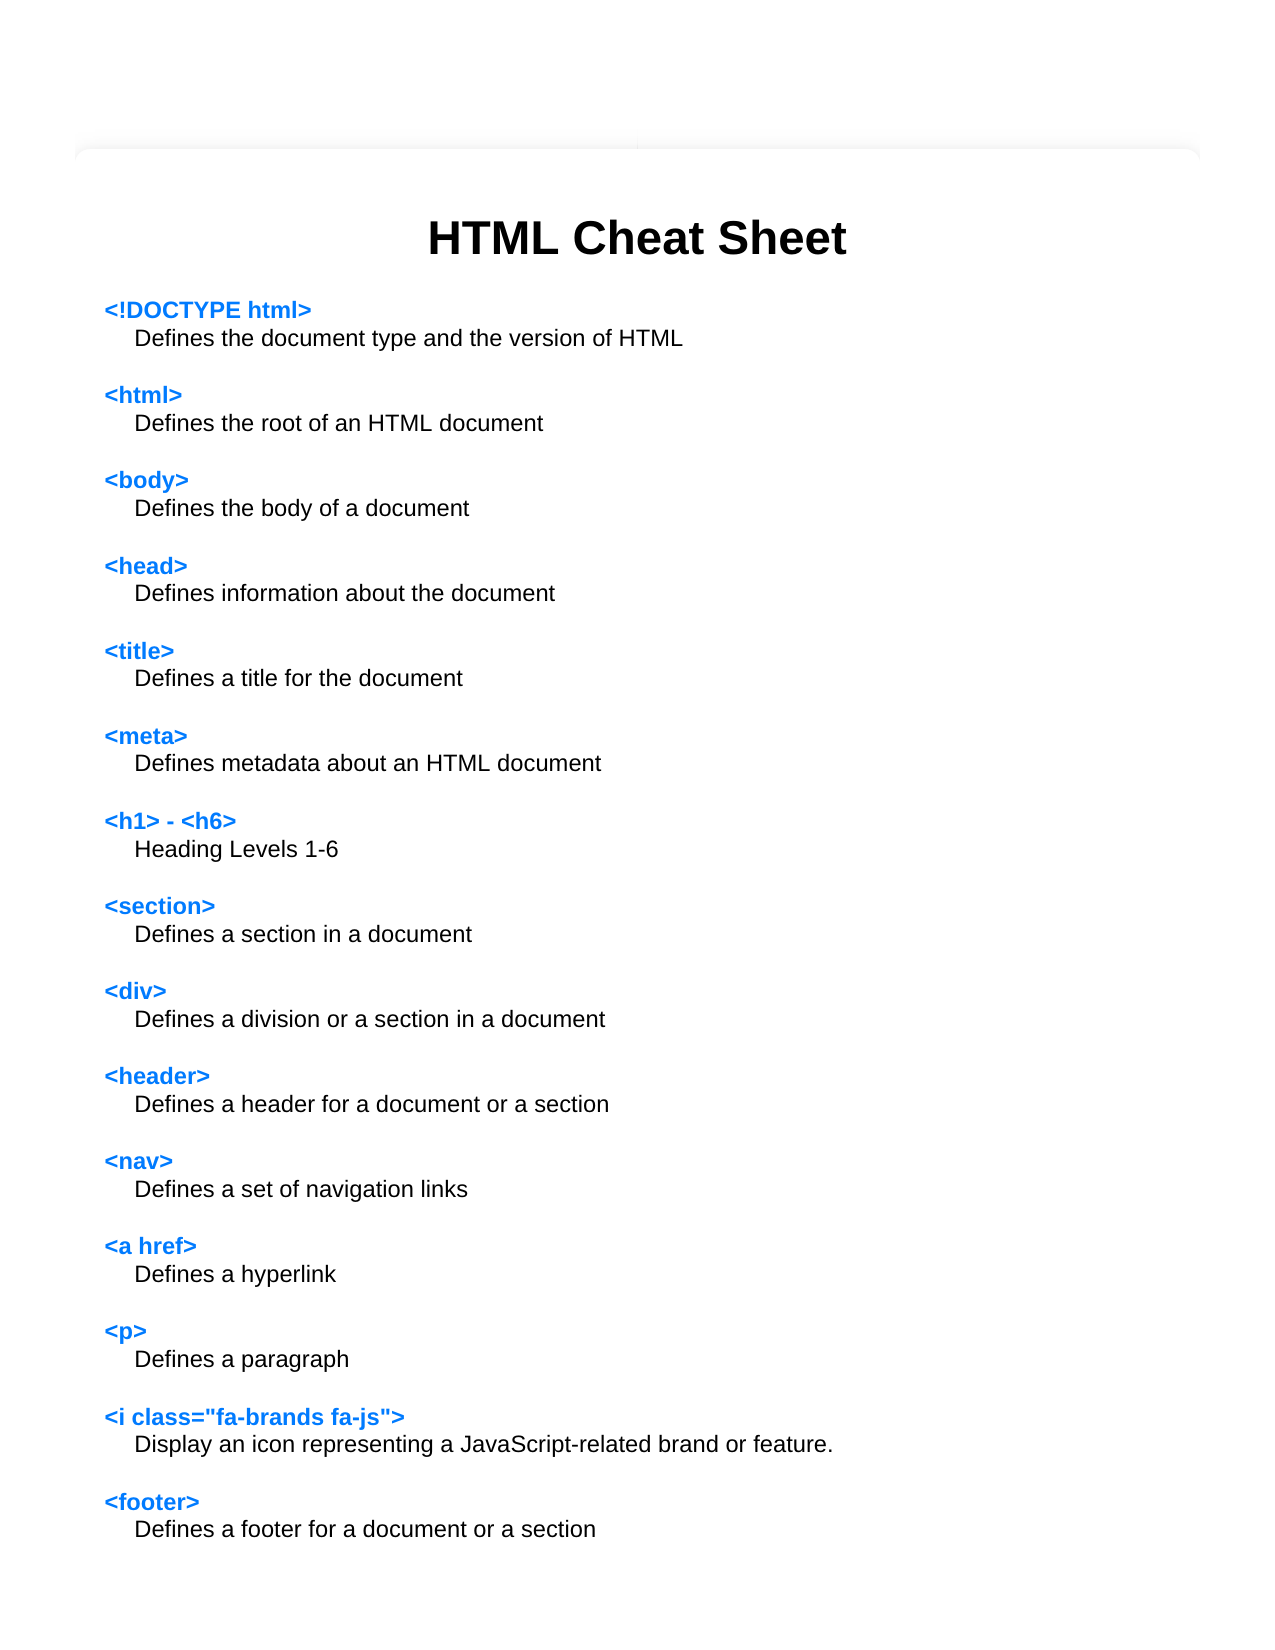 HTML Cheat Sheet
<!DOCTYPE html>
Defines the document type and the version of HTML
<html>
Defines the root of an HTML document
<body>
Defines the body of a document
<head>
Defines information about the document
<title>
Defines a title for the document
<meta>
Defines metadata about an HTML document
<h1> - <h6>
Heading Levels 1-6
<section>
Defines a section in a document
<div>
Defines a division or a section in a document
<header>
Defines a header for a document or a section
<nav>
Defines a set of navigation links
<a href>
Defines a hyperlink
<p>
Defines a paragraph
<i class="fa-brands fa-js">
Display an icon representing a JavaScript-related brand or feature.
<footer>
Defines a footer for a document or a section